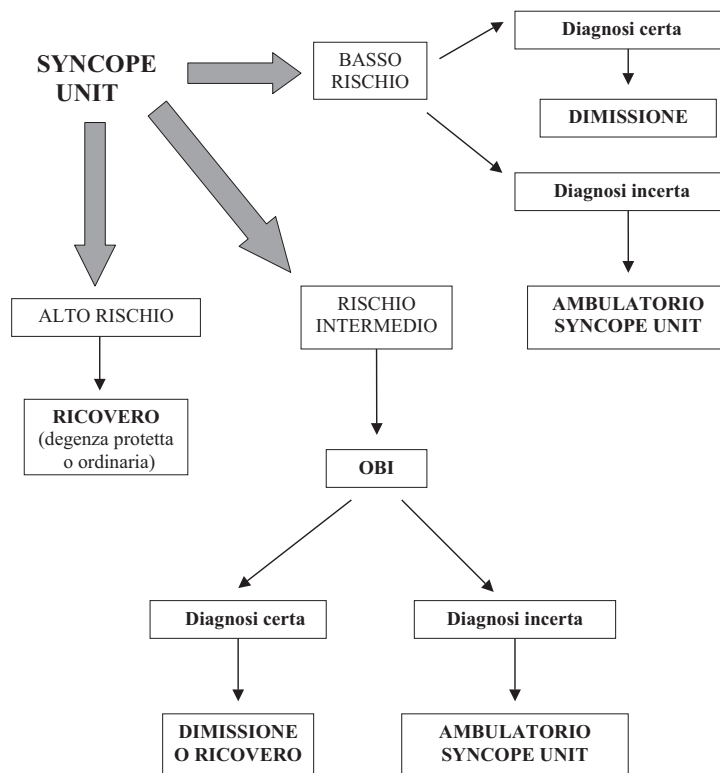 SYNCOPE
UNIT
BASSO
RISCHIO
Diagnosi certa
DIMISSIONE
Diagnosi incerta
AMBULATORIO
SYNCOPE UNIT
ALTO RISCHIO
RICOVERO
(degenza protetta
o ordinaria)
RISCHIO
INTERMEDIO
OBI
Diagnosi certa
DIMISSIONE
O RICOVERO
Diagnosi incerta
AMBULATORIO
SYNCOPE UNIT